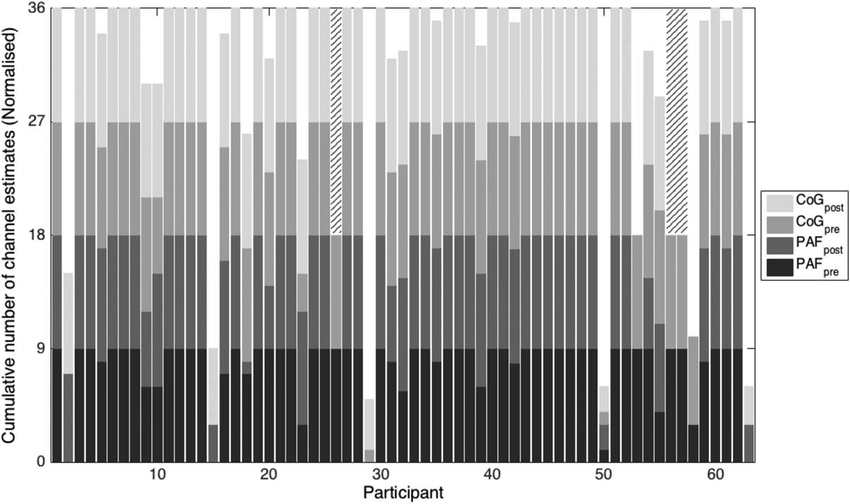 Cumulative number of channel estimates (Normalised)
36
27
18
9
0
10
20
30
40
50
60
Participant
CoGpost
CoGpre
PAFpost
PAFpre